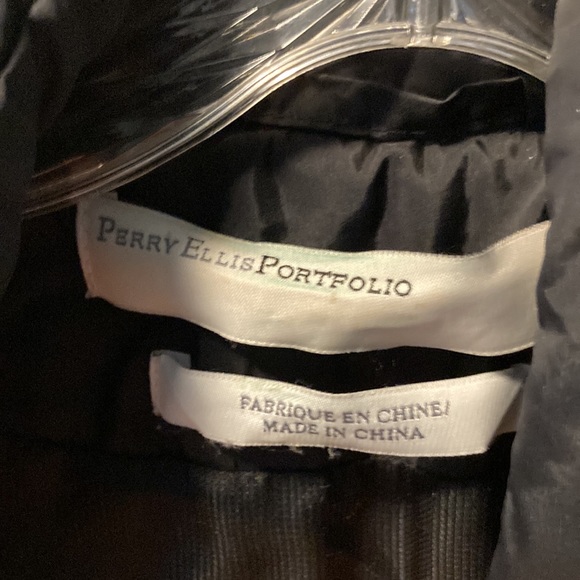 PERRY ELLIS PORTFOLIO
FABRIQUE EN CHINE/
MADE IN CHINA